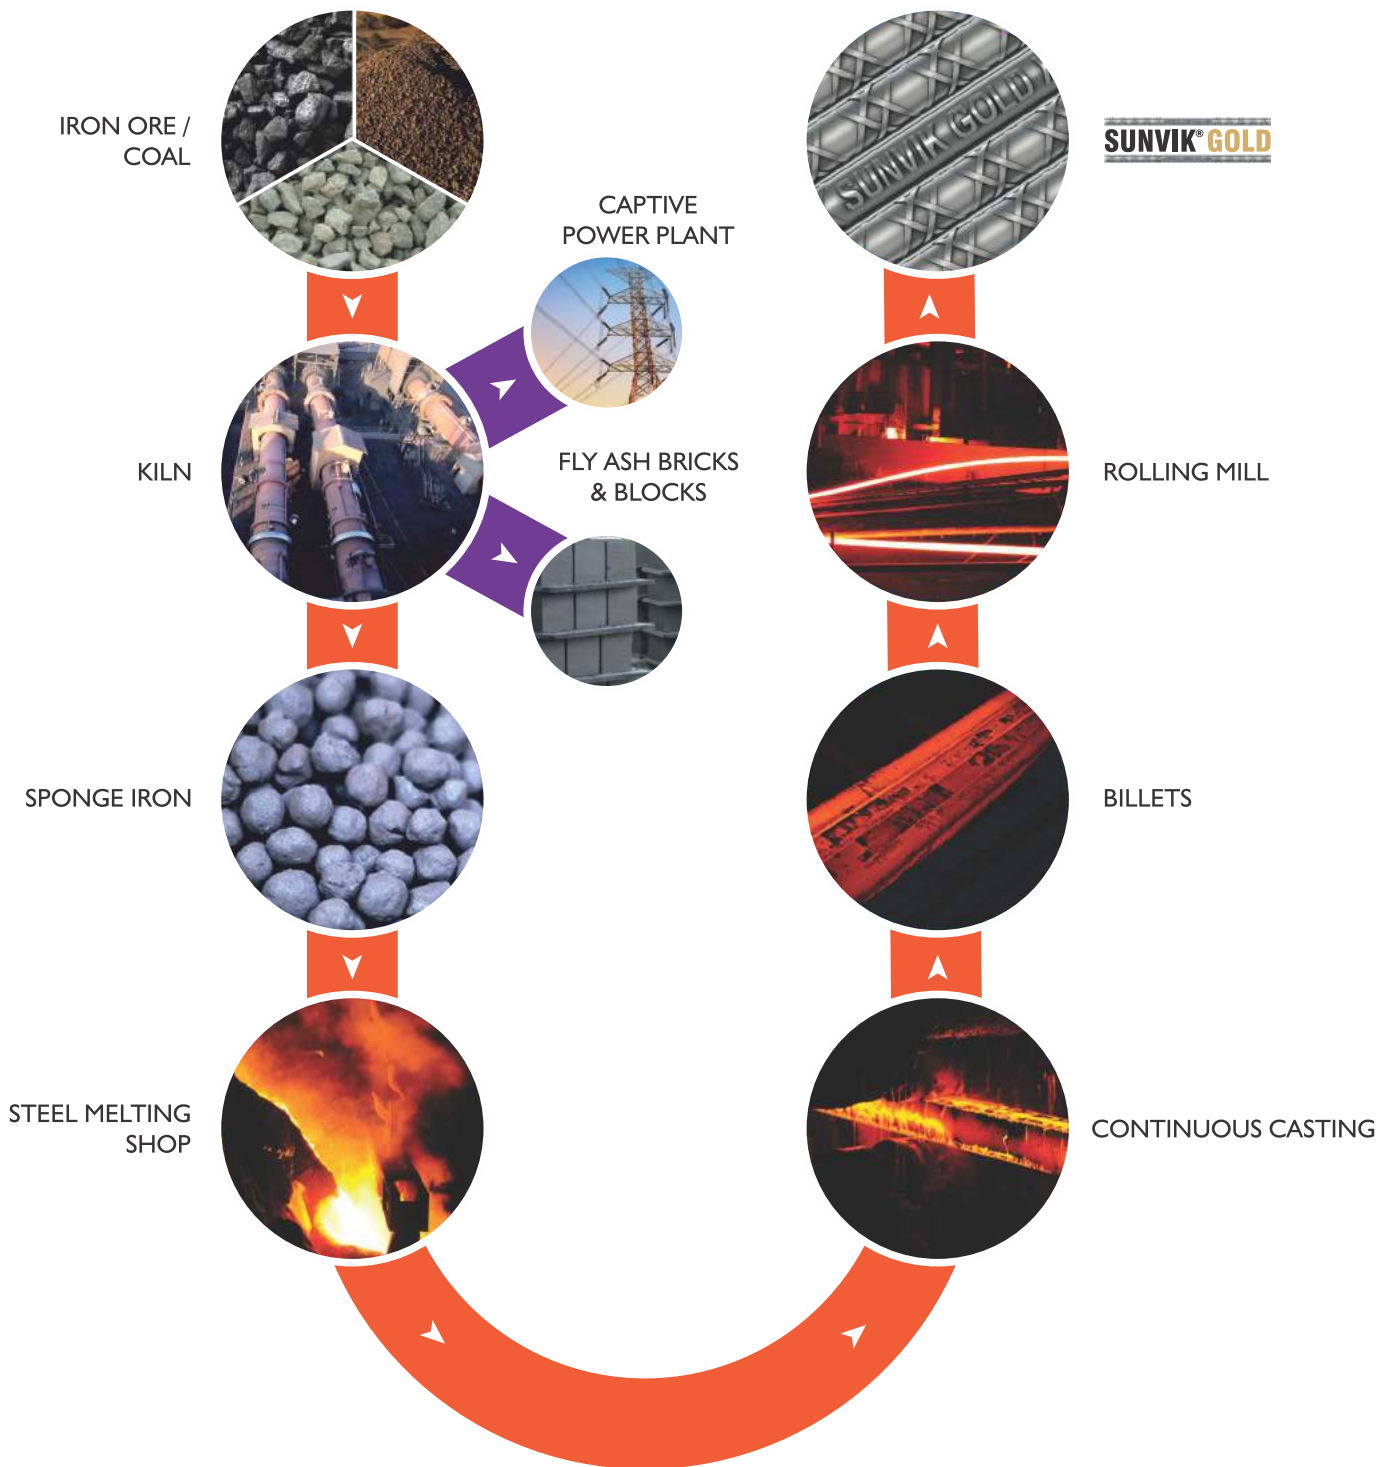 IRON ORE /
COAL
CAPTIVE
POWER PLANT
KILN
FLY ASH BRICKS
& BLOCKS
SPONGE IRON
STEEL MELTING
SHOP
CONTINUOUS CASTING
BILLETS
ROLLING MILL
SUNVIK GOLD
SUNVIK® GOLD